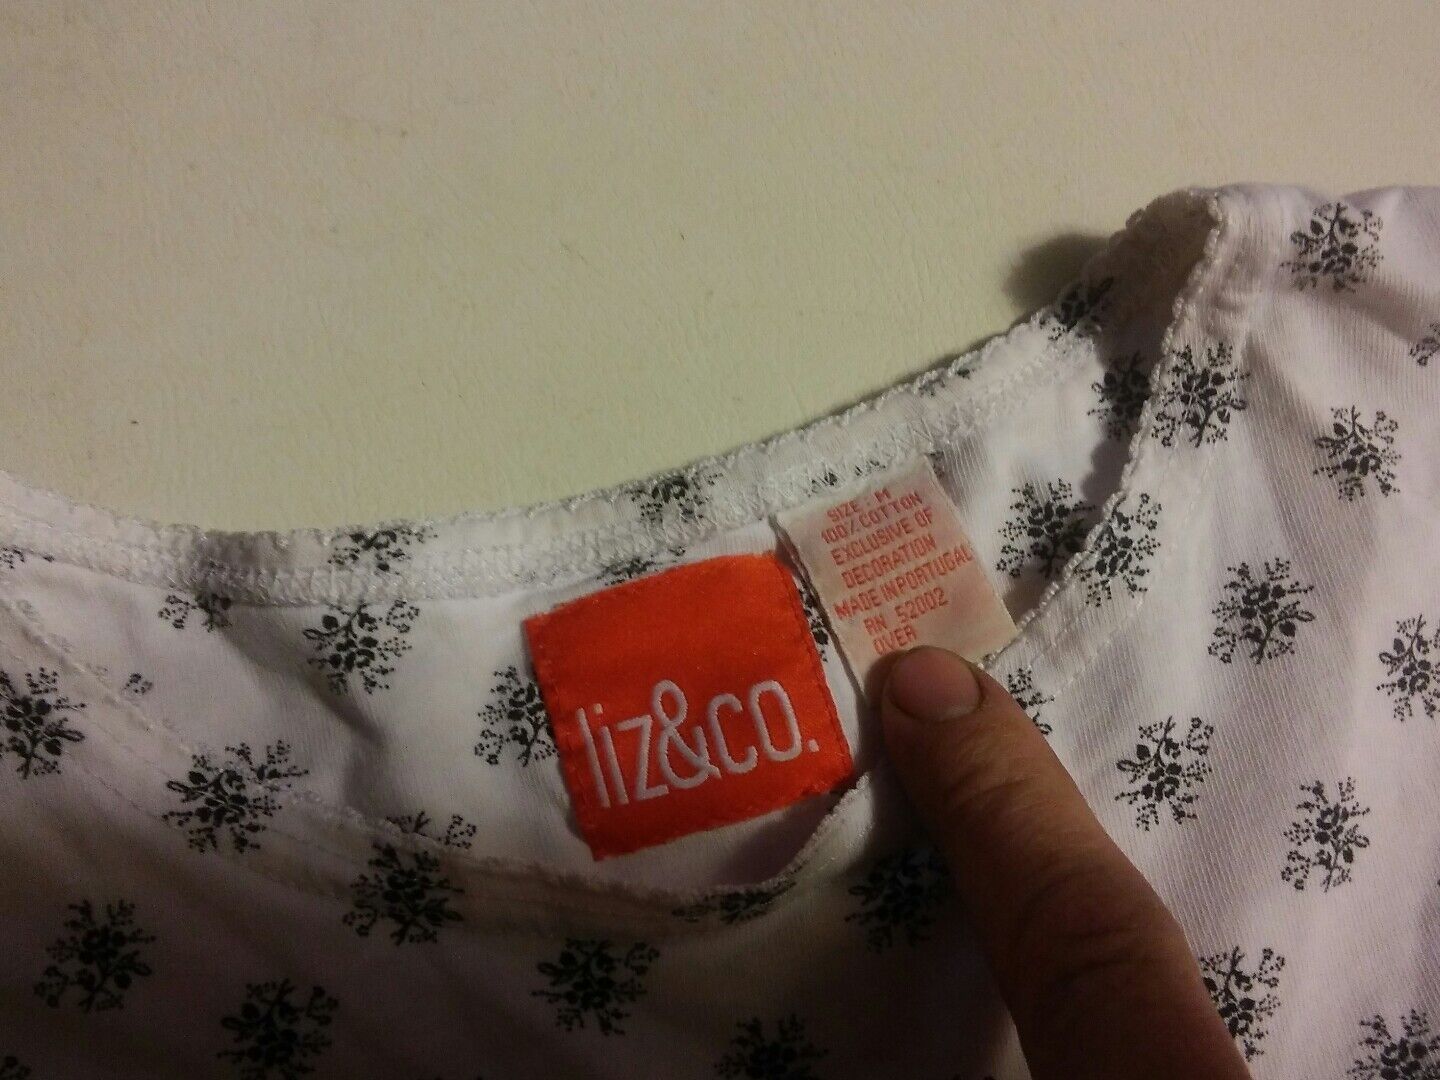 liz&co.
SIZE: M
100% COTTON
EXCLUSIVE OF
DECORATION
MADE IN PORTUGAL
RN 52002
OVER